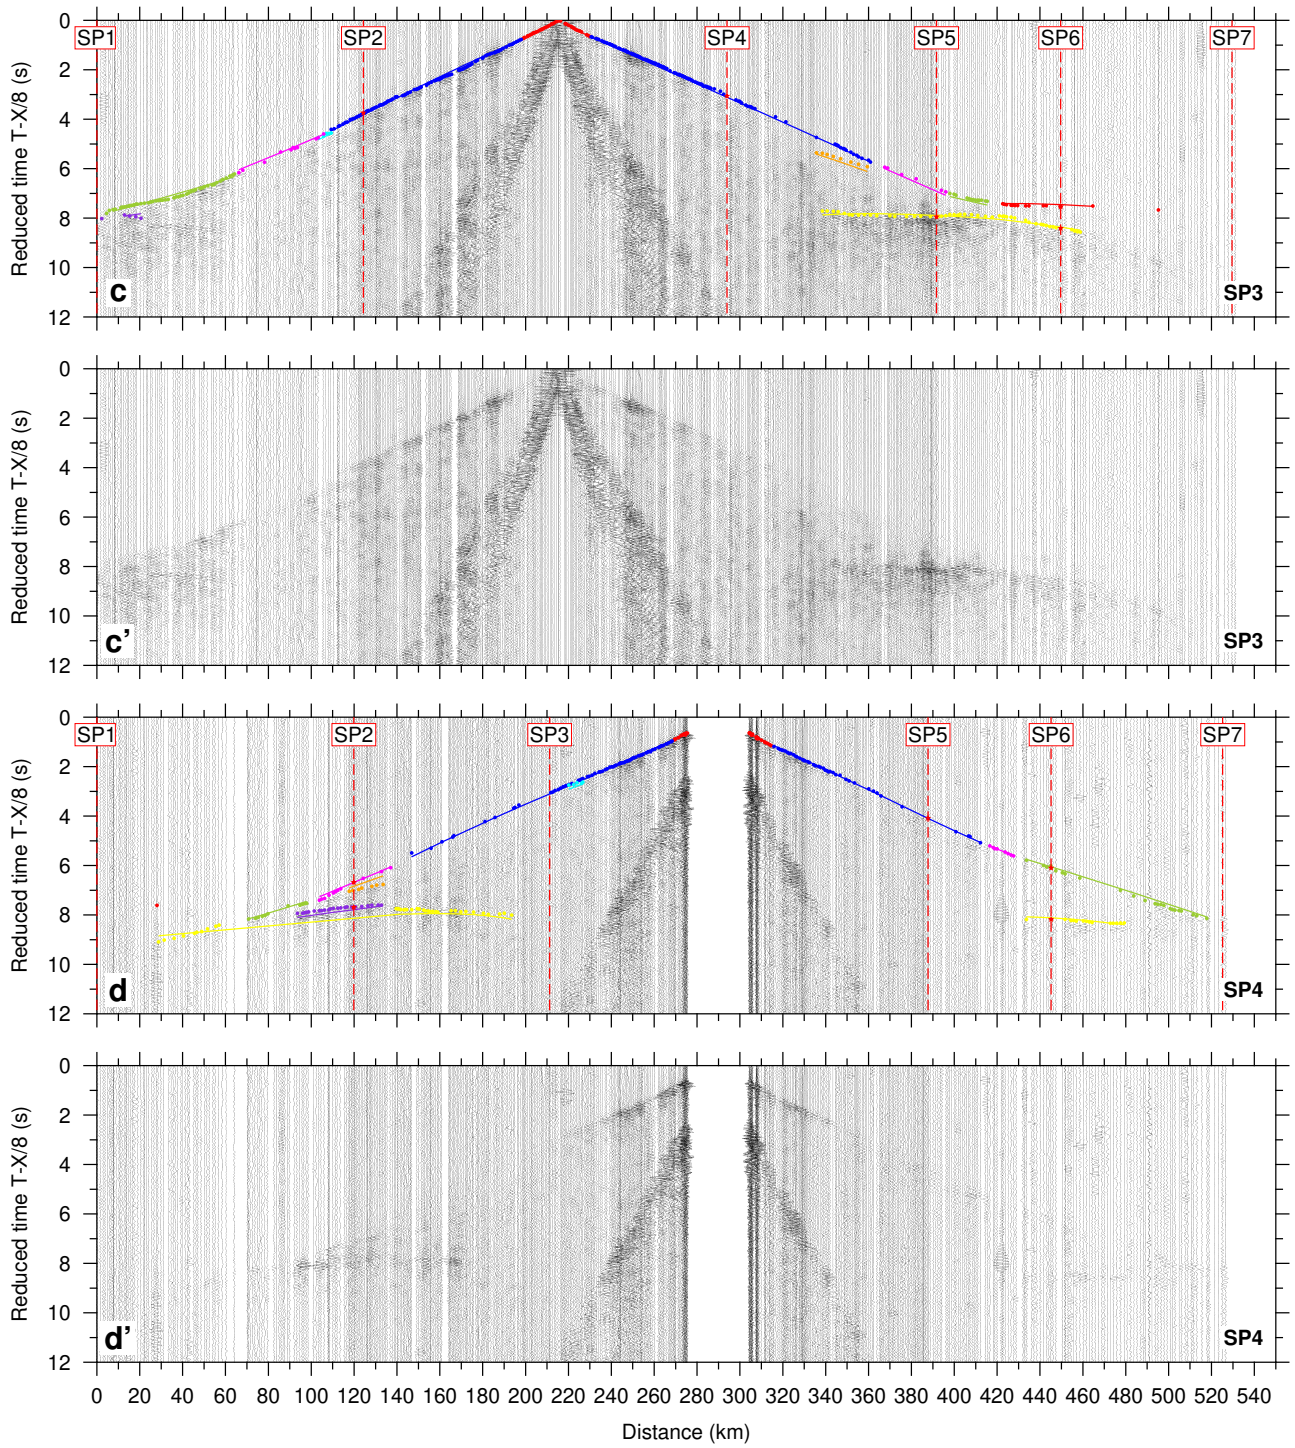 0
2
4
6
8
10
12
Reduced time T-X/8 (s)
SP1
SP2
SP4
SP5
SP6
SP7
c
SP3
0
2
4
6
8
10
12
Reduced time T-X/8 (s)
c’
SP3
0
2
4
6
8
10
12
Reduced time T-X/8 (s)
SP1
SP2
SP3
SP5
SP6
SP7
d
SP4
0
2
4
6
8
10
12
Reduced time T-X/8 (s)
d’
SP4
0 20 40 60 80 100 120 140 160 180 200 220 240 260 280 300 320 340 360 380 400 420 440 460 480 500 520 540
Distance (km)